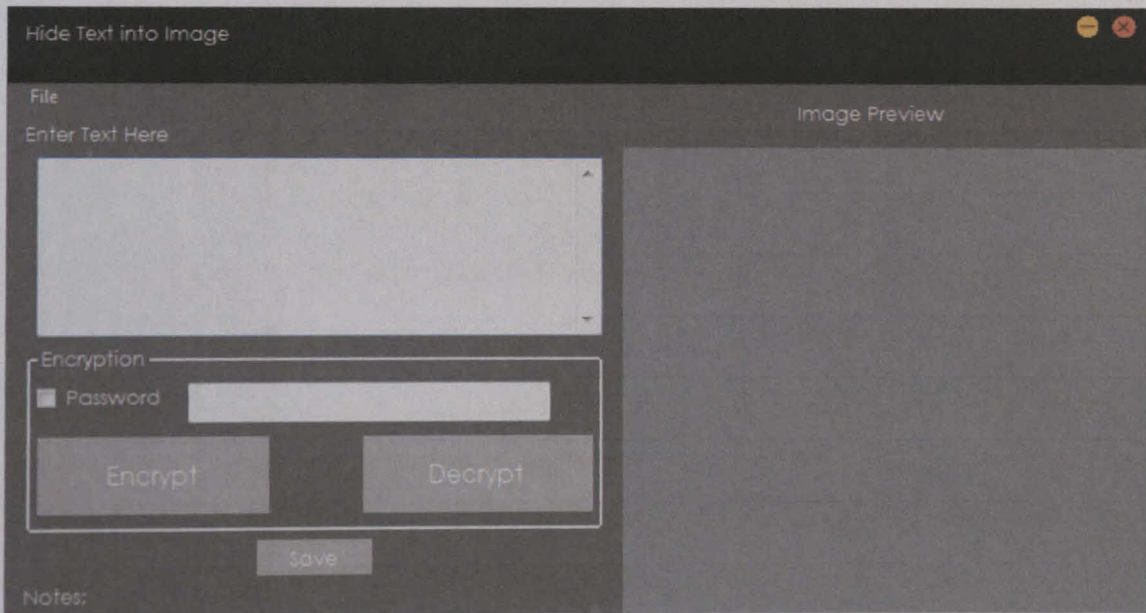 Hide Text into Image
File
Image Preview
Enter Text Here
Encryption
Password
Encrypt
Decrypt
Save
Notes: